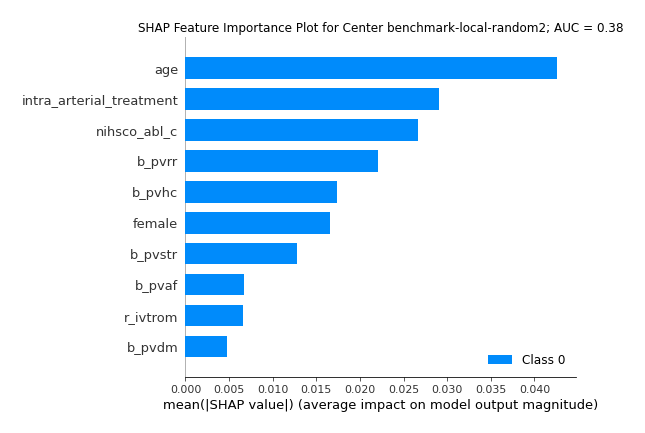 SHAP Feature Importance Plot for Center benchmark-local-random2; AUC = 0.38
age
intra_arterial_treatment
nihsco_abl_c
b_pvrr
b_pvhc
female
b_pvstr
b_pvaf
r_ivtrom
b_pvdm
Class 0
0.000 0.005 0.010 0.015 0.020 0.025 0.030 0.035 0.040
mean(|SHAP value|) (average impact on model output magnitude)